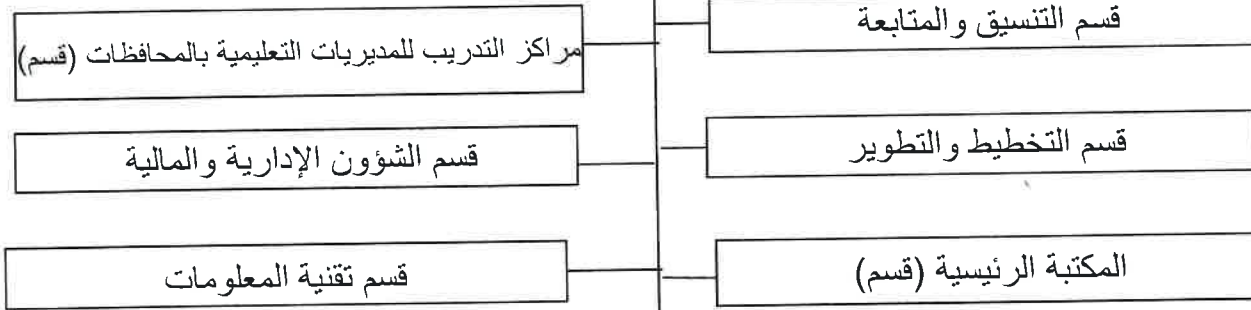 قسم التنسيق والمتابعة
مراكز التدريب للمديريات التعليمية بالمحافظات (قسم)
قسم التخطيط والتطوير
قسم الشؤون الإدارية والمالية
المكتبة الرئيسية (قسم)
قسم تقنية المعلومات